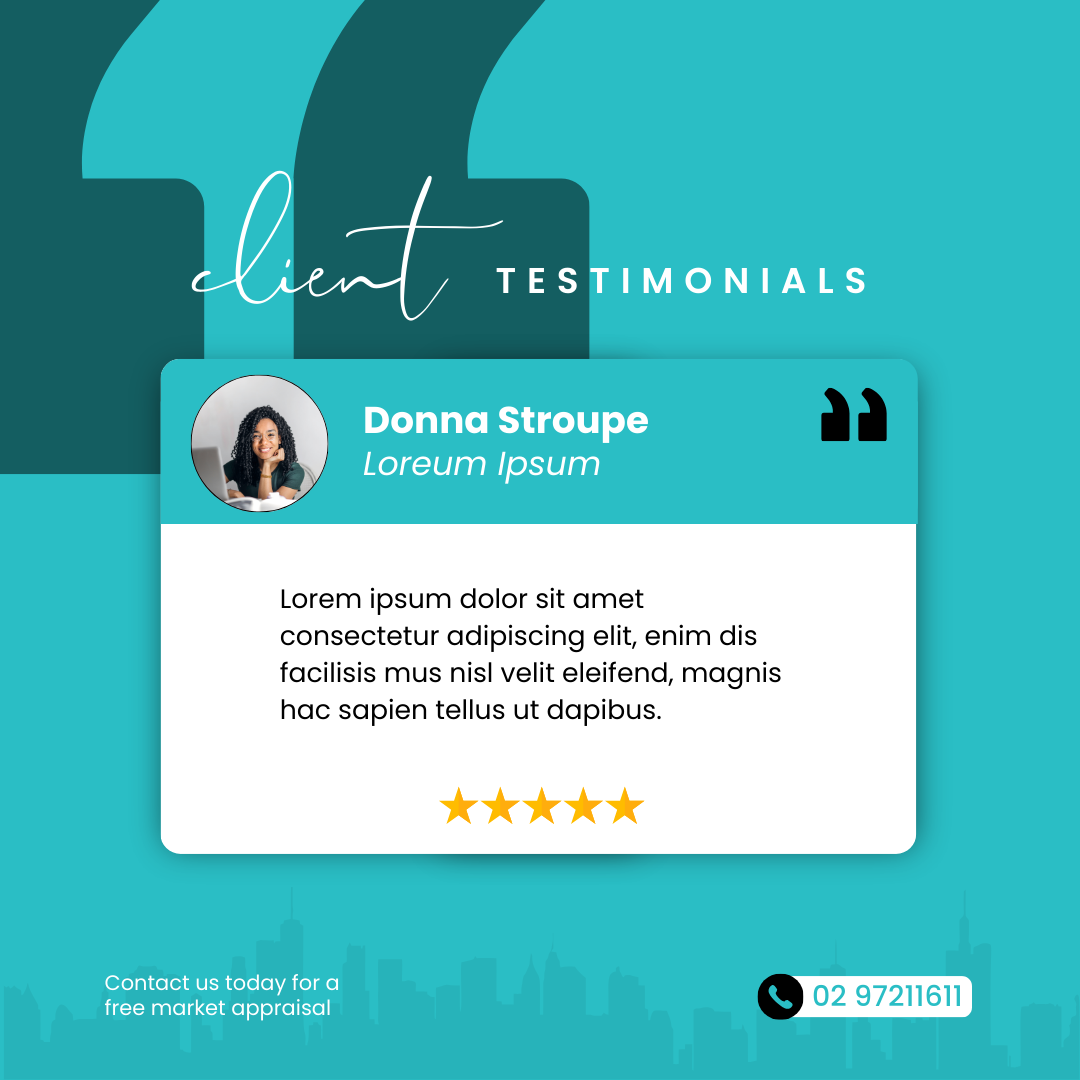 client TESTIMONIALS
Donna Stroupe
Loreum Ipsum
Lorem ipsum dolor sit amet
consectetur adipiscing elit, enim dis
facilisis mus nisl velit eleifend, magnis
hac sapien tellus ut dapibus.
Contact us today for a
free market appraisal
02 97211611